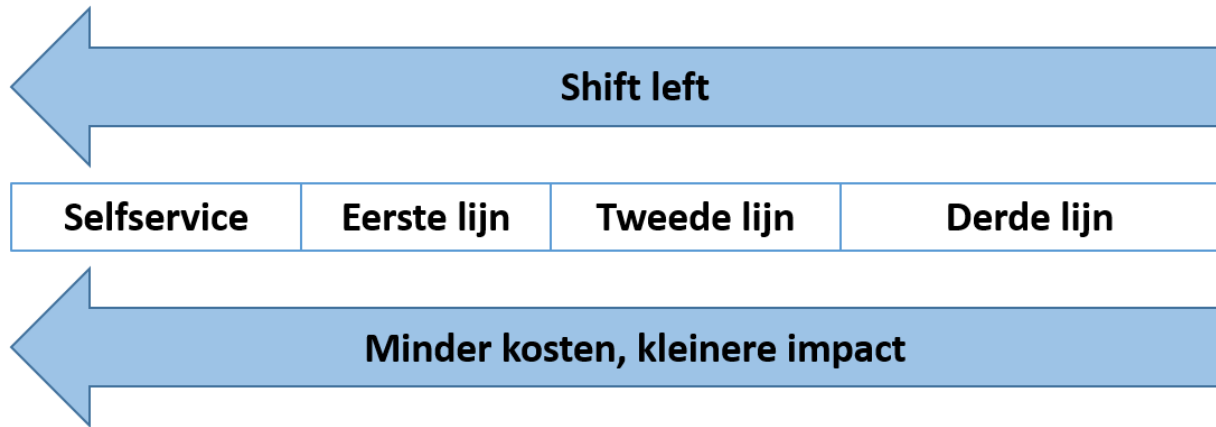 Shift left
Selfservice
Eerste lijn
Tweede lijn
Derde lijn
Minder kosten, kleinere impact